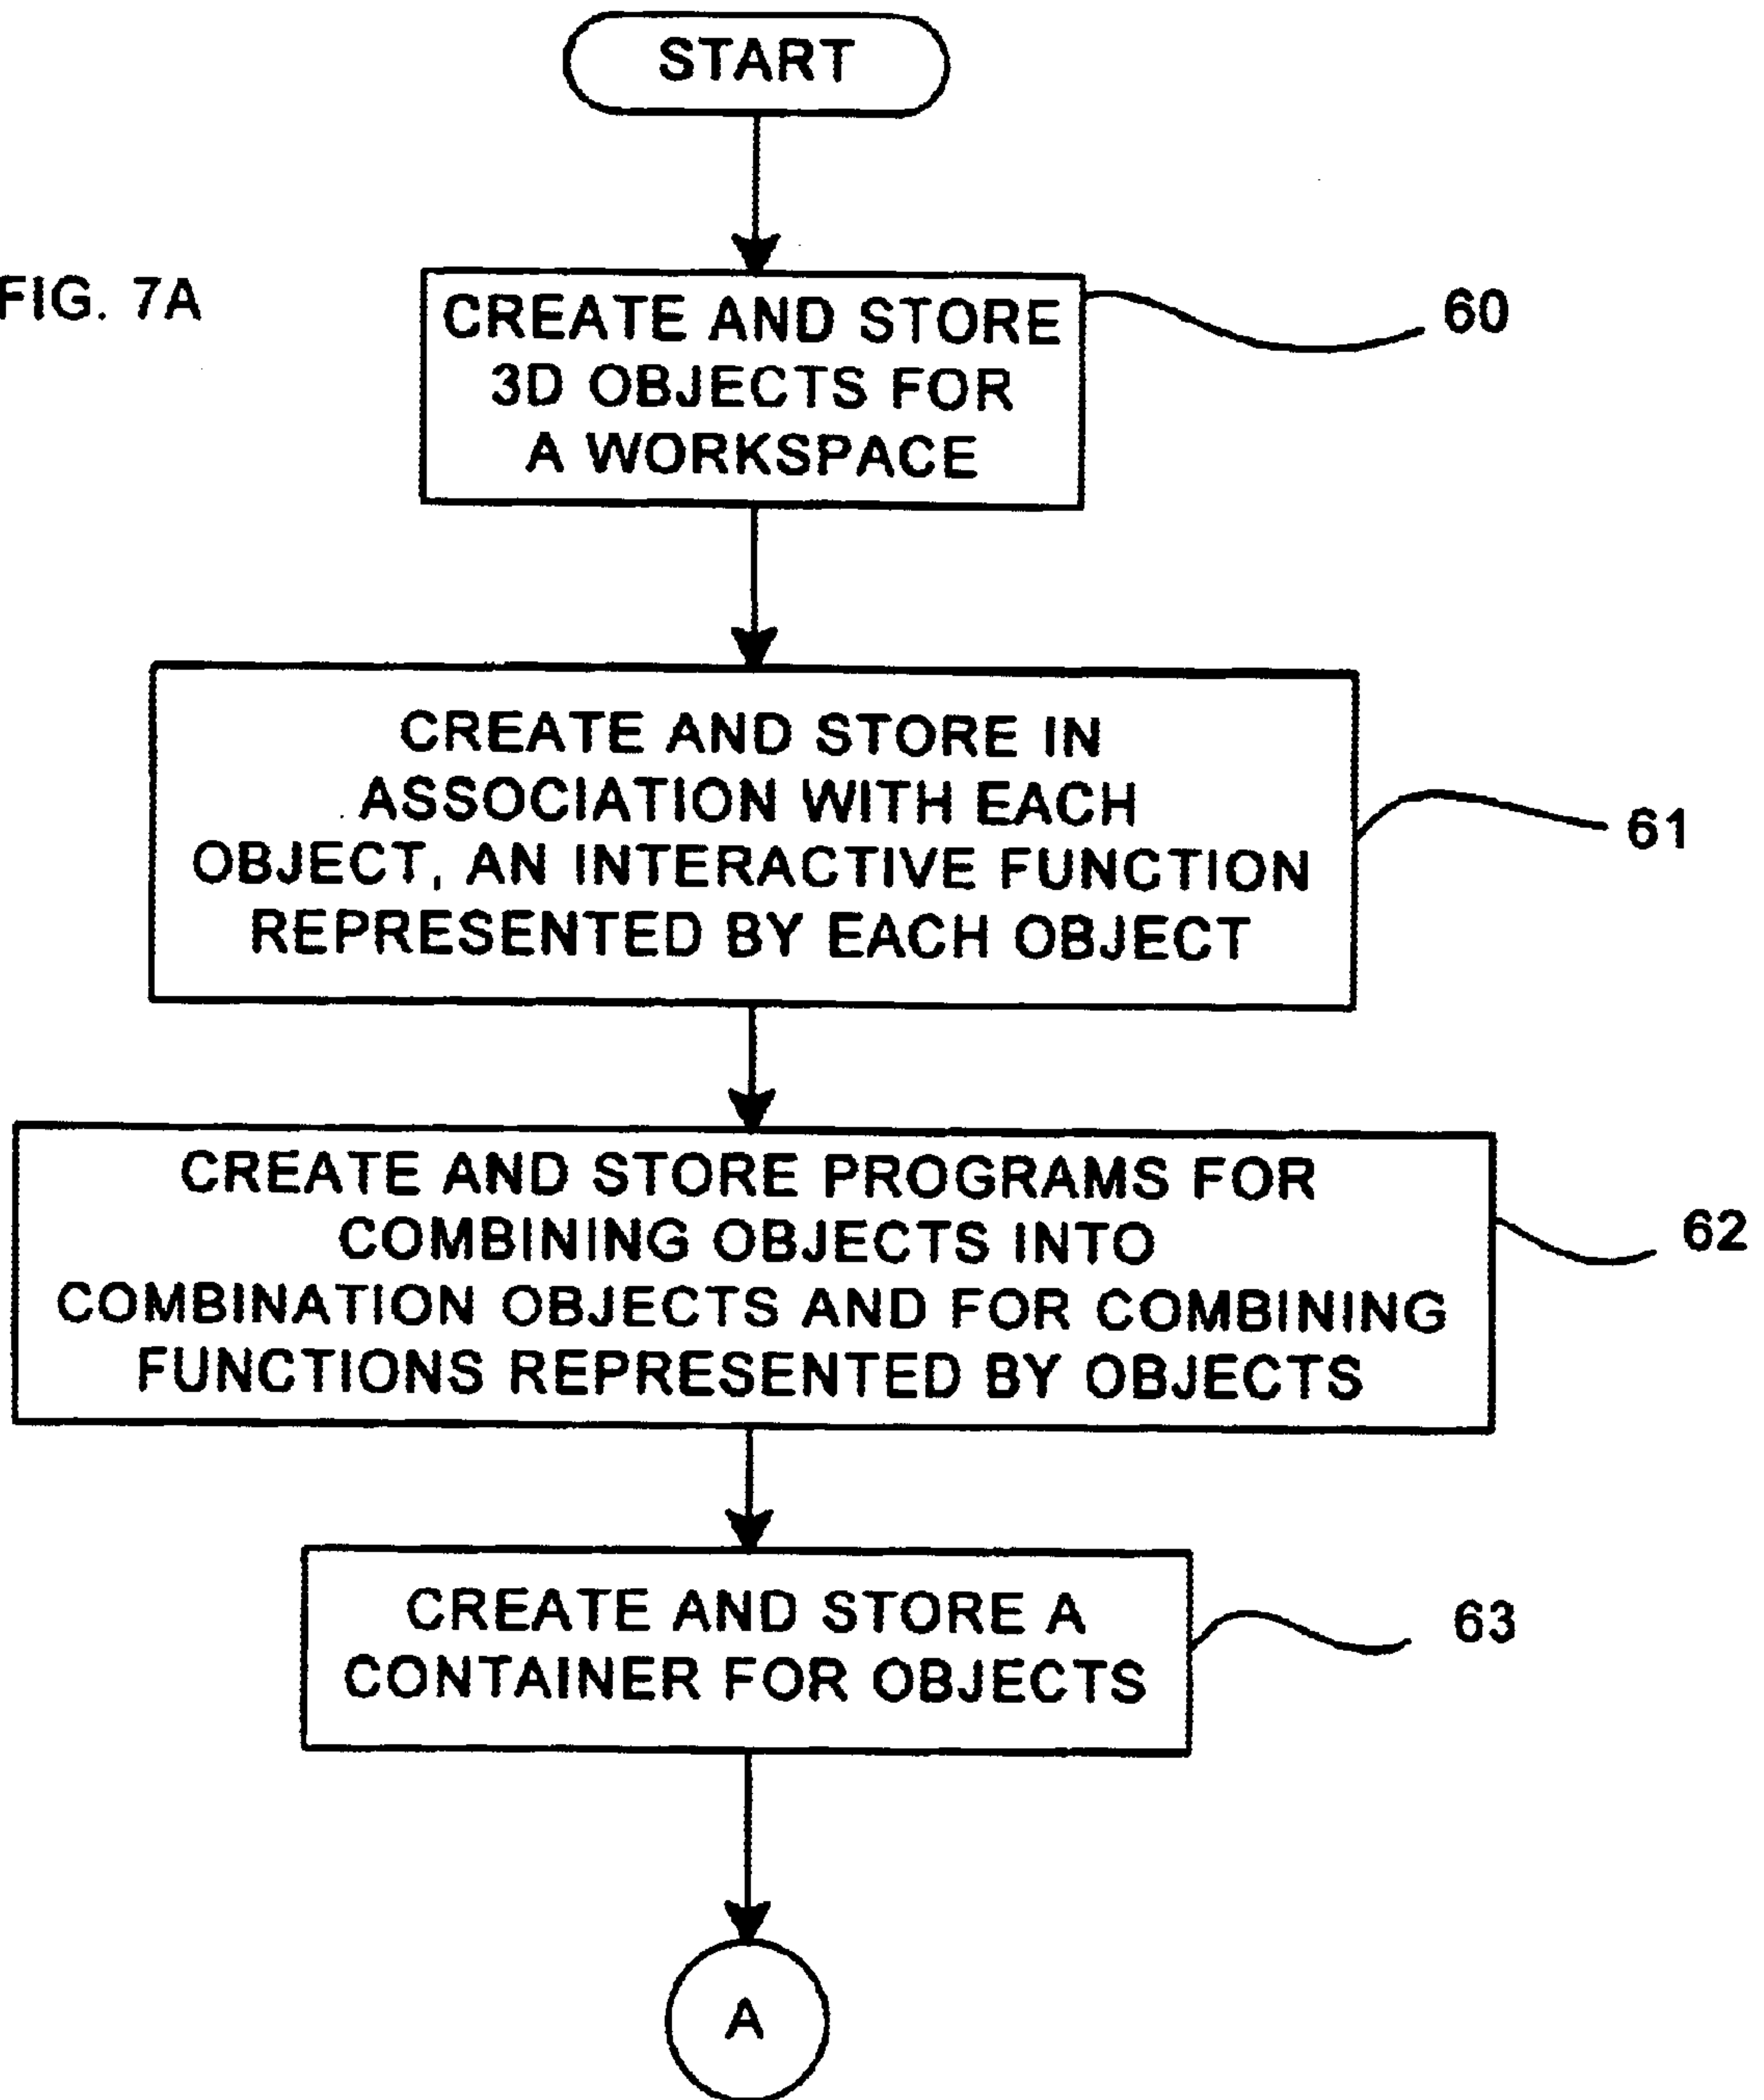 START
FIG. 7A
CREATE AND STORE
3D OBJECTS FOR
A WORKSPACE
60
CREATE AND STORE IN
ASSOCIATION WITH EACH
OBJECT, AN INTERACTIVE FUNCTION
REPRESENTED BY EACH OBJECT
61
CREATE AND STORE PROGRAMS FOR
COMBINING OBJECTS INTO
COMBINATION OBJECTS AND FOR COMBINING
FUNCTIONS REPRESENTED BY OBJECTS
62
CREATE AND STORE A
CONTAINER FOR OBJECTS
63
A